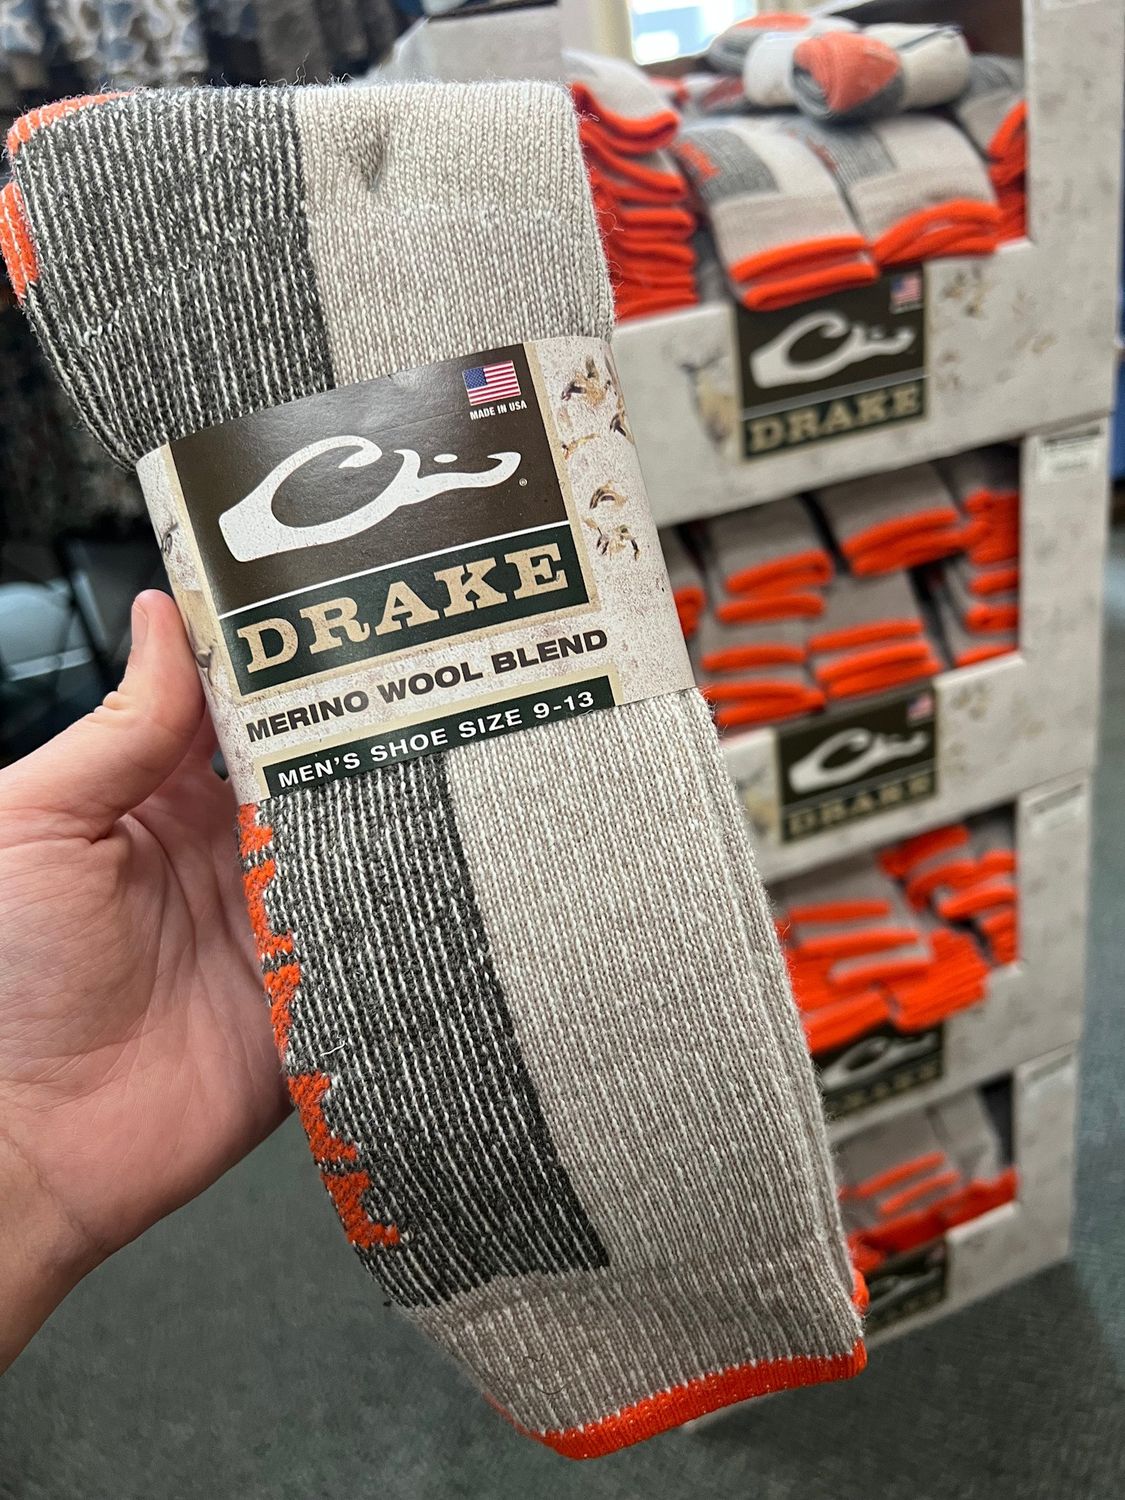 MADE IN USA
®
DRAKE
MERINO WOOL BLEND
MEN'S SHOE SIZE 9-13
DRAKE
DRAKE